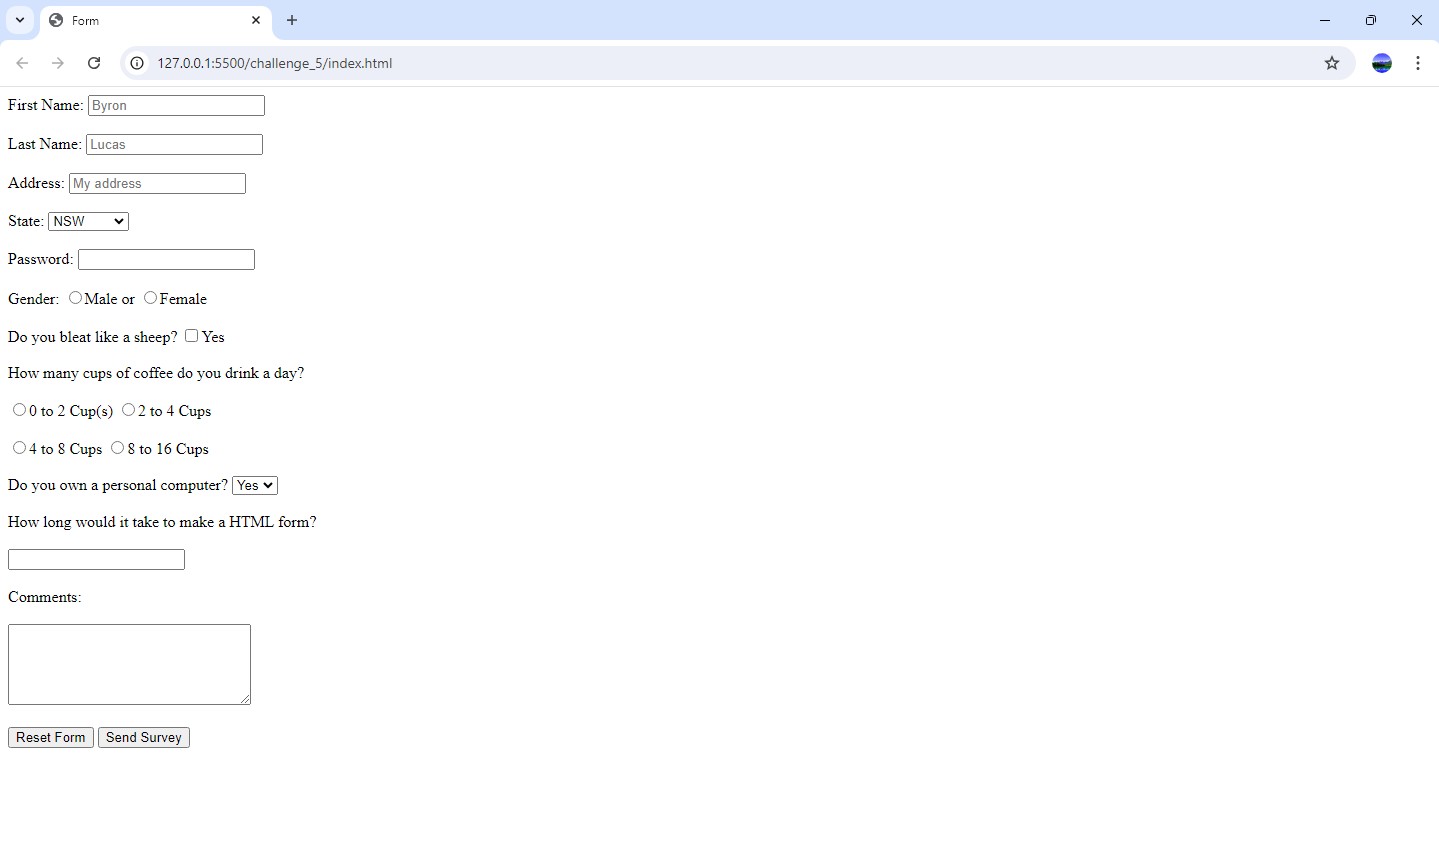 Form
127.0.0.1:5500/challenge_5/index.html
First Name: Byron
Last Name: Lucas
Address: My address
State: NSW
Password:
Gender: Male or Female
Do you bleat like a sheep? Yes
How many cups of coffee do you drink a day?
0 to 2 Cup(s) 2 to 4 Cups
4 to 8 Cups 8 to 16 Cups
Do you own a personal computer? Yes
How long would it take to make a HTML form?
Comments:
Reset Form Send Survey